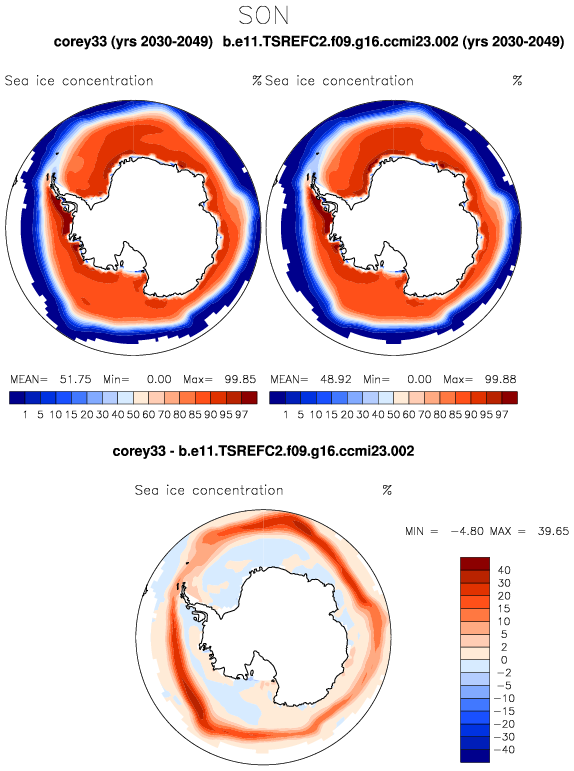 SON
corey33 (yrs 2030-2049) b.e11.TSREFC2.f09.g16.ccmi23.002 (yrs 2030-2049)
Sea ice concentration % Sea ice concentration %
MEAN= 51.75 Min= 0.00 Max= 99.85 MEAN= 48.92 Min= 0.00 Max= 99.88
1 5 10 15 20 30 40 50 60 70 80 85 90 95 97 1 5 10 15 20 30 40 50 60 70 80 85 90 95 97
corey33 - b.e11.TSREFC2.f09.g16.ccmi23.002
Sea ice concentration %
MIN = -4.80 MAX = 39.65
40
30
20
15
10
5
2
0
-2
-5
-10
-15
-20
-30
-40